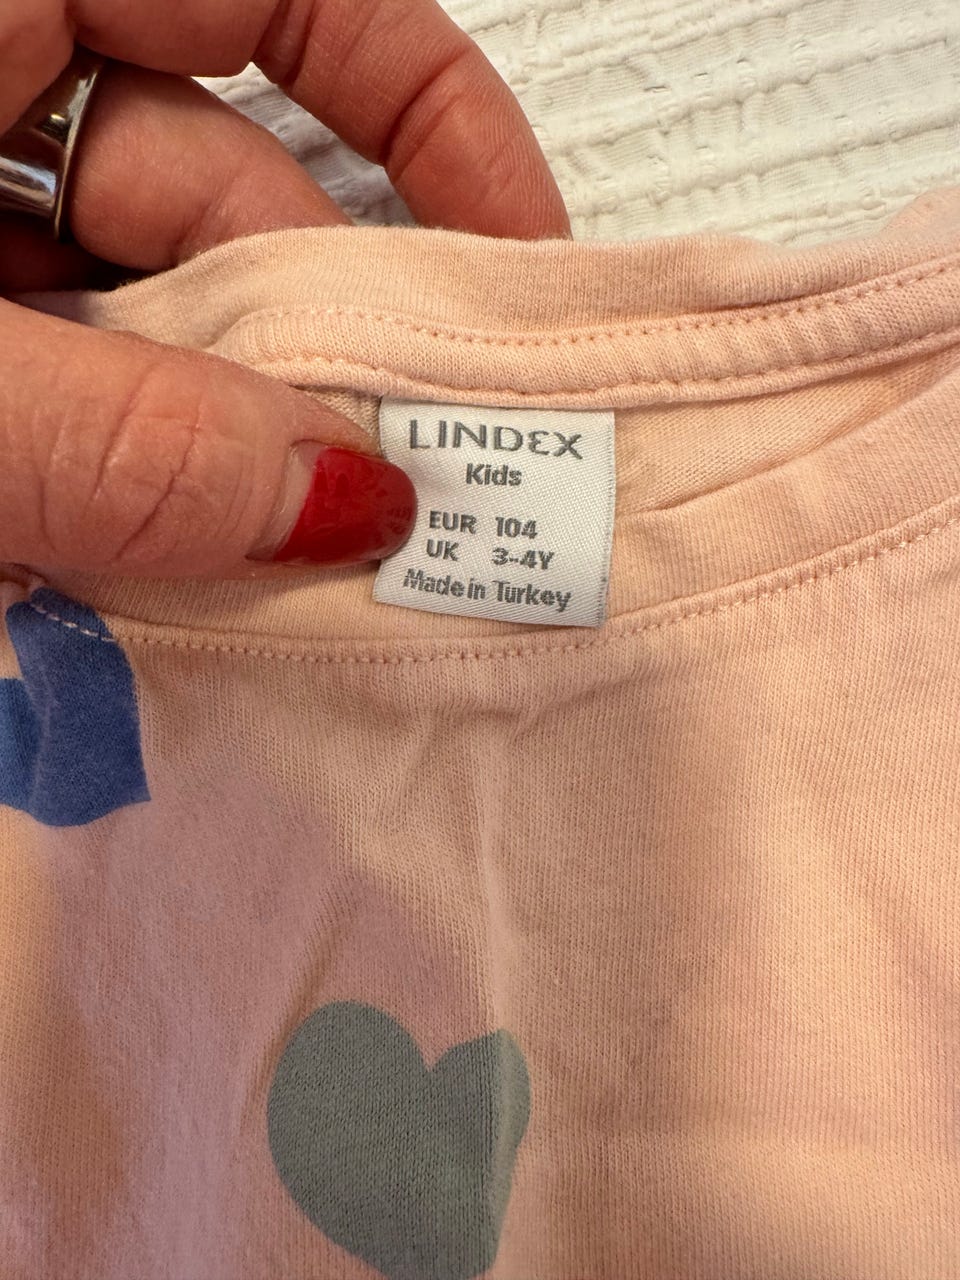 LINDEX
Kids
EUR 104
UK 3-4Y
Made in Turkey